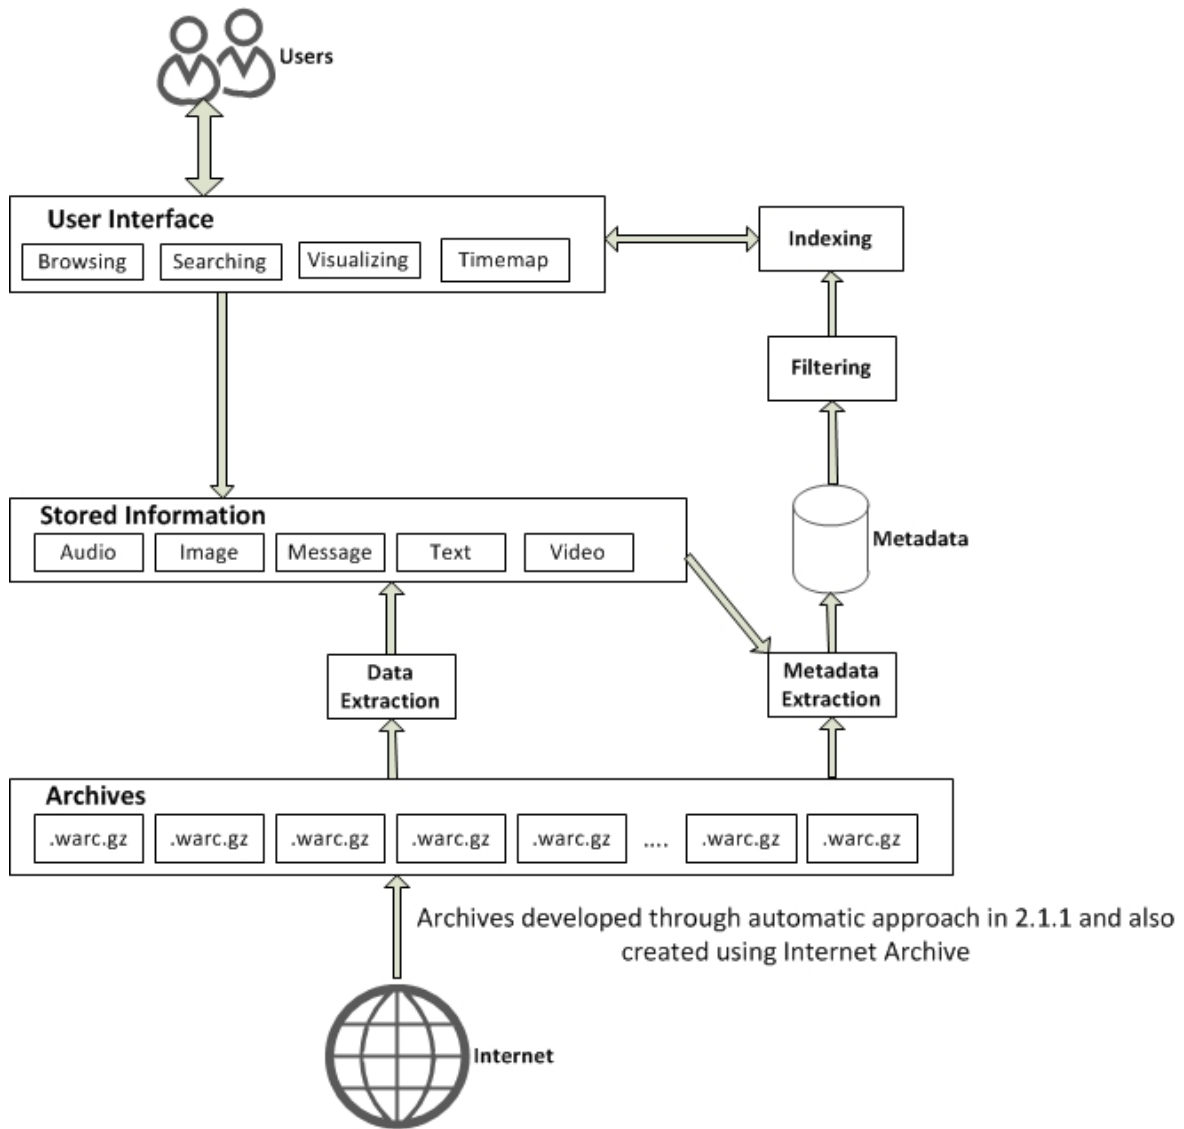 Users
User Interface
Browsing
Searching
Visualizing
Timemap
Indexing
Filtering
Stored Information
Audio
Image
Message
Text
Video
Metadata
Data
Extraction
Metadata
Extraction
Archives
.warc.gz
.warc.gz
.warc.gz
.warc.gz
.warc.gz
....
.warc.gz
.warc.gz
Archives developed through automatic approach in 2.1.1 and also
created using Internet Archive
Internet